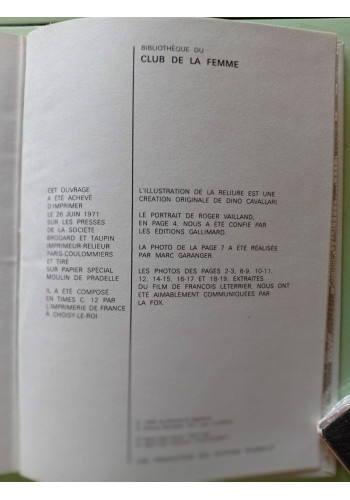 BIBLIOTHÈQUE DU
CLUB DE LA FEMME
CET OUVRAGE
A ÉTÉ ACHEVÉ
D'IMPRIMER
LE 26 JUIN 1971
SUR LES PRESSES
DE LA SOCIÉTÉ
BRODARD ET TAUPIN
IMPRIMEUR-RELIEUR
PARIS-COULOMMIERS
ET TIRÉ
SUR PAPIER SPÉCIAL
MOULIN DE PRADELLE
IL A ÉTÉ COMPOSÉ
EN TIMES C. 12 PAR
L'IMPRIMERIE DE FRANCE
A CHOISY-LE-ROI
L'ILLUSTRATION DE LA RELIURE EST UNE
CREATION ORIGINALE DE DINO CAVALLARI.
LE PORTRAIT DE ROGER VAILLAND,
EN PAGE 4, NOUS A ÉTÉ CONFIÉ PAR
LES ÉDITIONS GALLIMARD.
LA PHOTO DE LA PAGE 7 A ÉTÉ RÉALISÉE
PAR MARC GARANGER.
LES PHOTOS DES PAGES 2-3, 8-9, 10-11,
12, 14-15, 16-17 ET 18-19, EXTRAITES
DU FILM DE FRANÇOIS LETERRIER, NOUS ONT
ÉTÉ AIMABLEMENT COMMUNIQUÉES PAR
LA FOX.